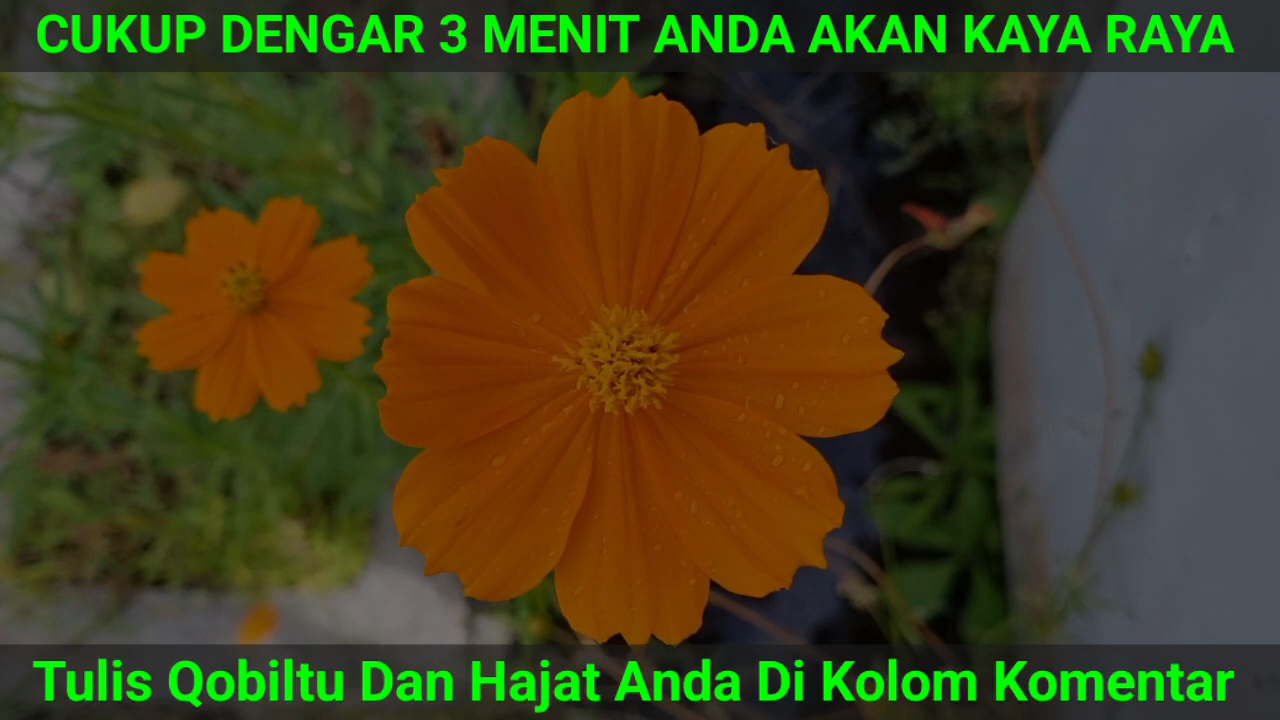 CUKUP DENGAR 3 MENIT ANDA AKAN KAYA RAYA
Tulis Qobiltu Dan Hajat Anda Di Kolom Komentar